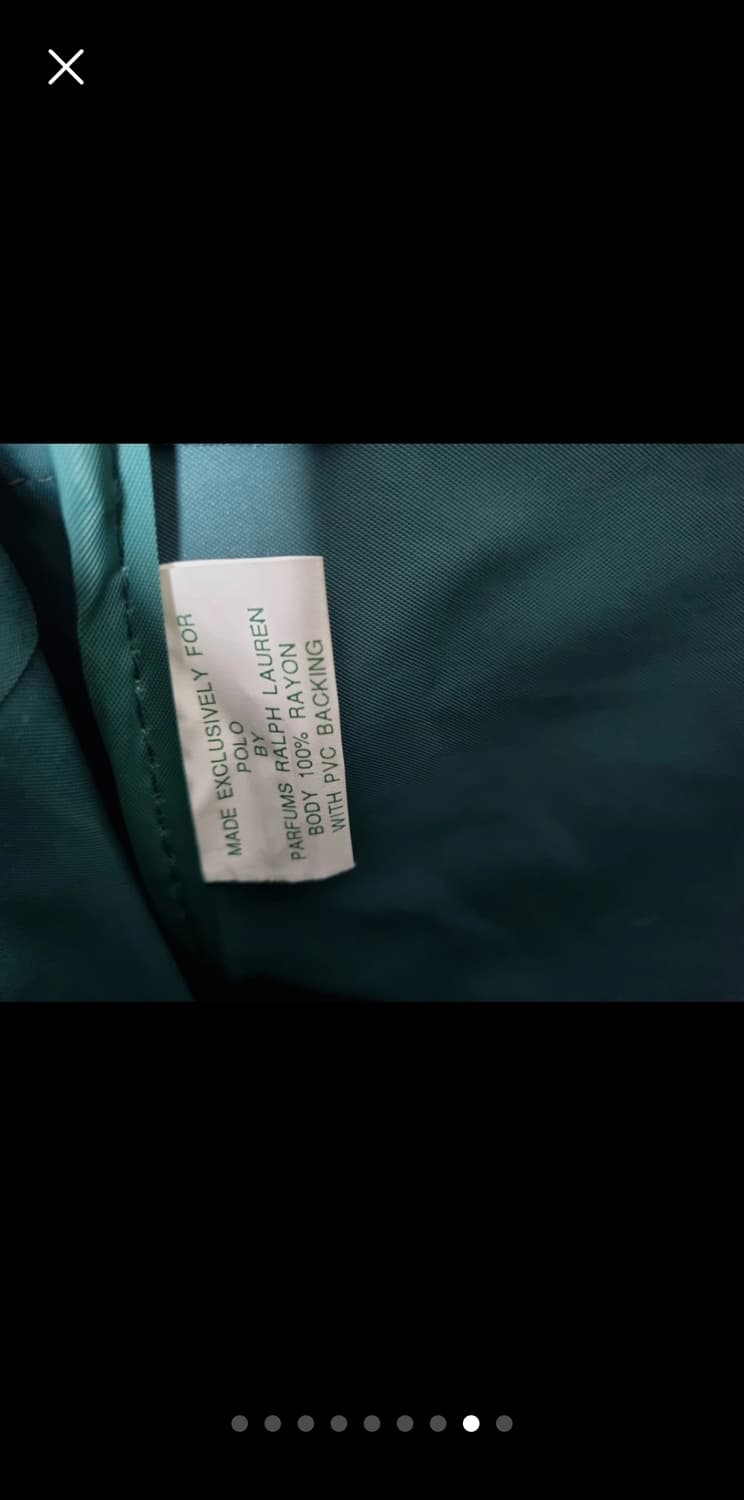 MADE EXCLUSIVELY FOR
POLO
BY
PARFUMS RALPH LAUREN
BODY 100% RAYON
WITH PVC BACKING